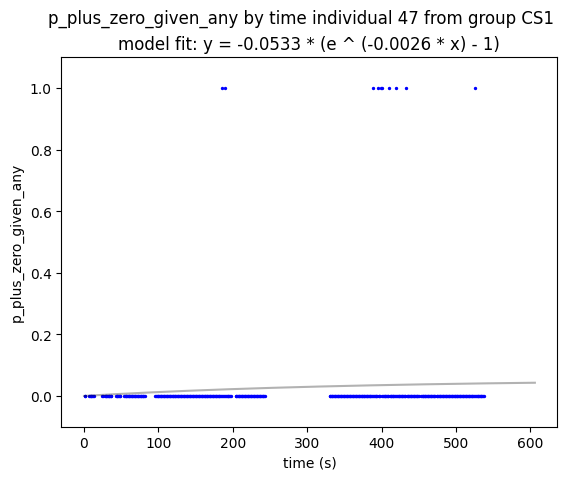 p_plus_zero_given_any by time individual 47 from group CS1
model fit: y = -0.0533 * (e ^ (-0.0026 * x) - 1)
1.0
0.8
0.6
0.4
0.2
0.0
p_plus_zero_given_any
0 100 200 300 400 500 600
time (s)